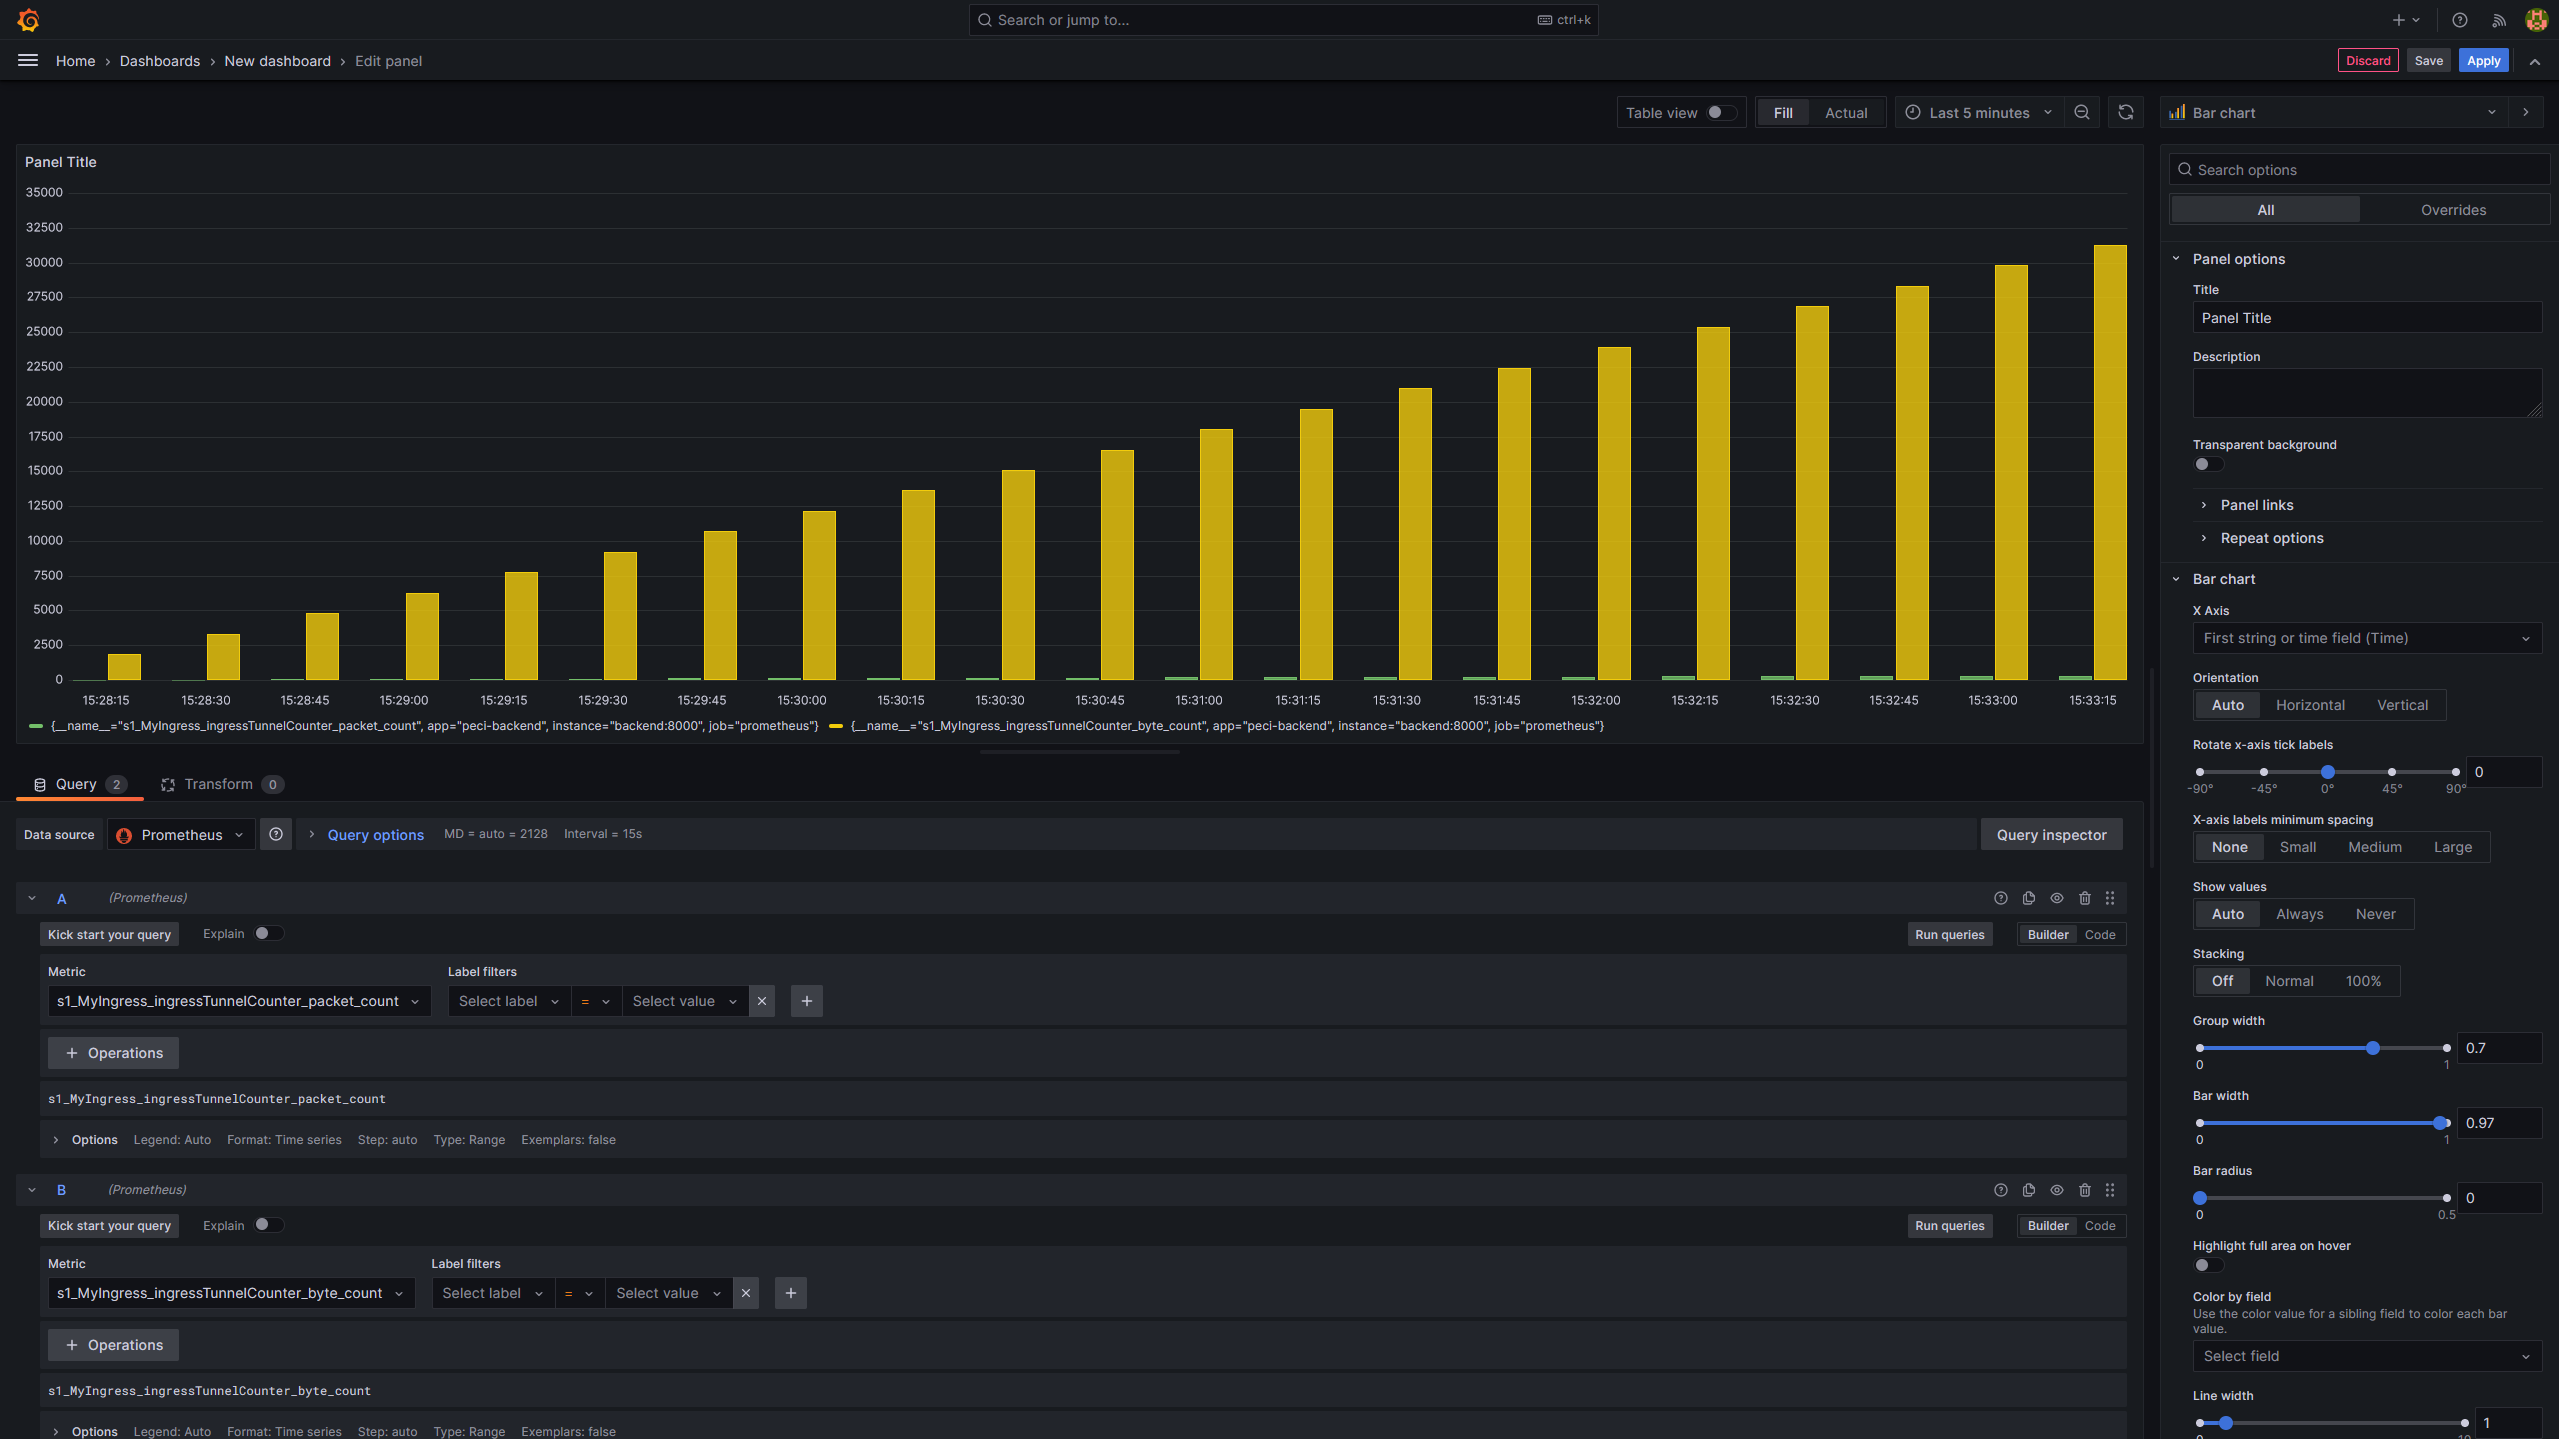 Search or jump to...
ctrl+k
Home › Dashboards › New dashboard › Edit panel
Discard
Save
Apply
Table view
Fill
Actual
Last 5 minutes
Bar chart
Panel Title
35000
32500
30000
27500
25000
22500
20000
17500
15000
12500
10000
7500
5000
2500
0
15:28:15 15:28:30 15:28:45 15:29:00 15:29:15 15:29:30 15:29:45 15:30:00 15:30:15 15:30:30 15:30:45 15:31:00 15:31:15 15:31:30 15:31:45 15:32:00 15:32:15 15:32:30 15:32:45 15:33:00 15:33:15
{__name__="s1_MyIngress_ingressTunnelCounter_packet_count", app="peci-backend", instance="backend:8000", job="prometheus"} {__name__="s1_MyIngress_ingressTunnelCounter_byte_count", app="peci-backend", instance="backend:8000", job="prometheus"}
Query 2
Transform 0
Data source
Prometheus
Query options
MD = auto = 2128
Interval = 15s
Query inspector
A (Prometheus)
Kick start your query
Explain
Run queries
Builder
Code
Metric
Label filters
s1_MyIngress_ingressTunnelCounter_packet_count
Select label
=
Select value
+ Operations
s1_MyIngress_ingressTunnelCounter_packet_count
Options Legend: Auto Format: Time series Step: auto Type: Range Exemplars: false
B (Prometheus)
Kick start your query
Explain
Run queries
Builder
Code
Metric
Label filters
s1_MyIngress_ingressTunnelCounter_byte_count
Select label
=
Select value
+ Operations
s1_MyIngress_ingressTunnelCounter_byte_count
Options Legend: Auto Format: Time series Step: auto Type: Range Exemplars: false
Search options
All
Overrides
Panel options
Title
Panel Title
Description
Transparent background
Panel links
Repeat options
Bar chart
X Axis
First string or time field (Time)
Orientation
Auto Horizontal Vertical
Rotate x-axis tick labels
0
-90° -45° 0° 45° 90°
X-axis labels minimum spacing
None Small Medium Large
Show values
Auto Always Never
Stacking
Off Normal 100%
Group width
0.7
0 1
Bar width
0.97
0 1
Bar radius
0
0 0.5
Highlight full area on hover
Color by field
Use the color value for a sibling field to color each bar
value.
Select field
Line width
1